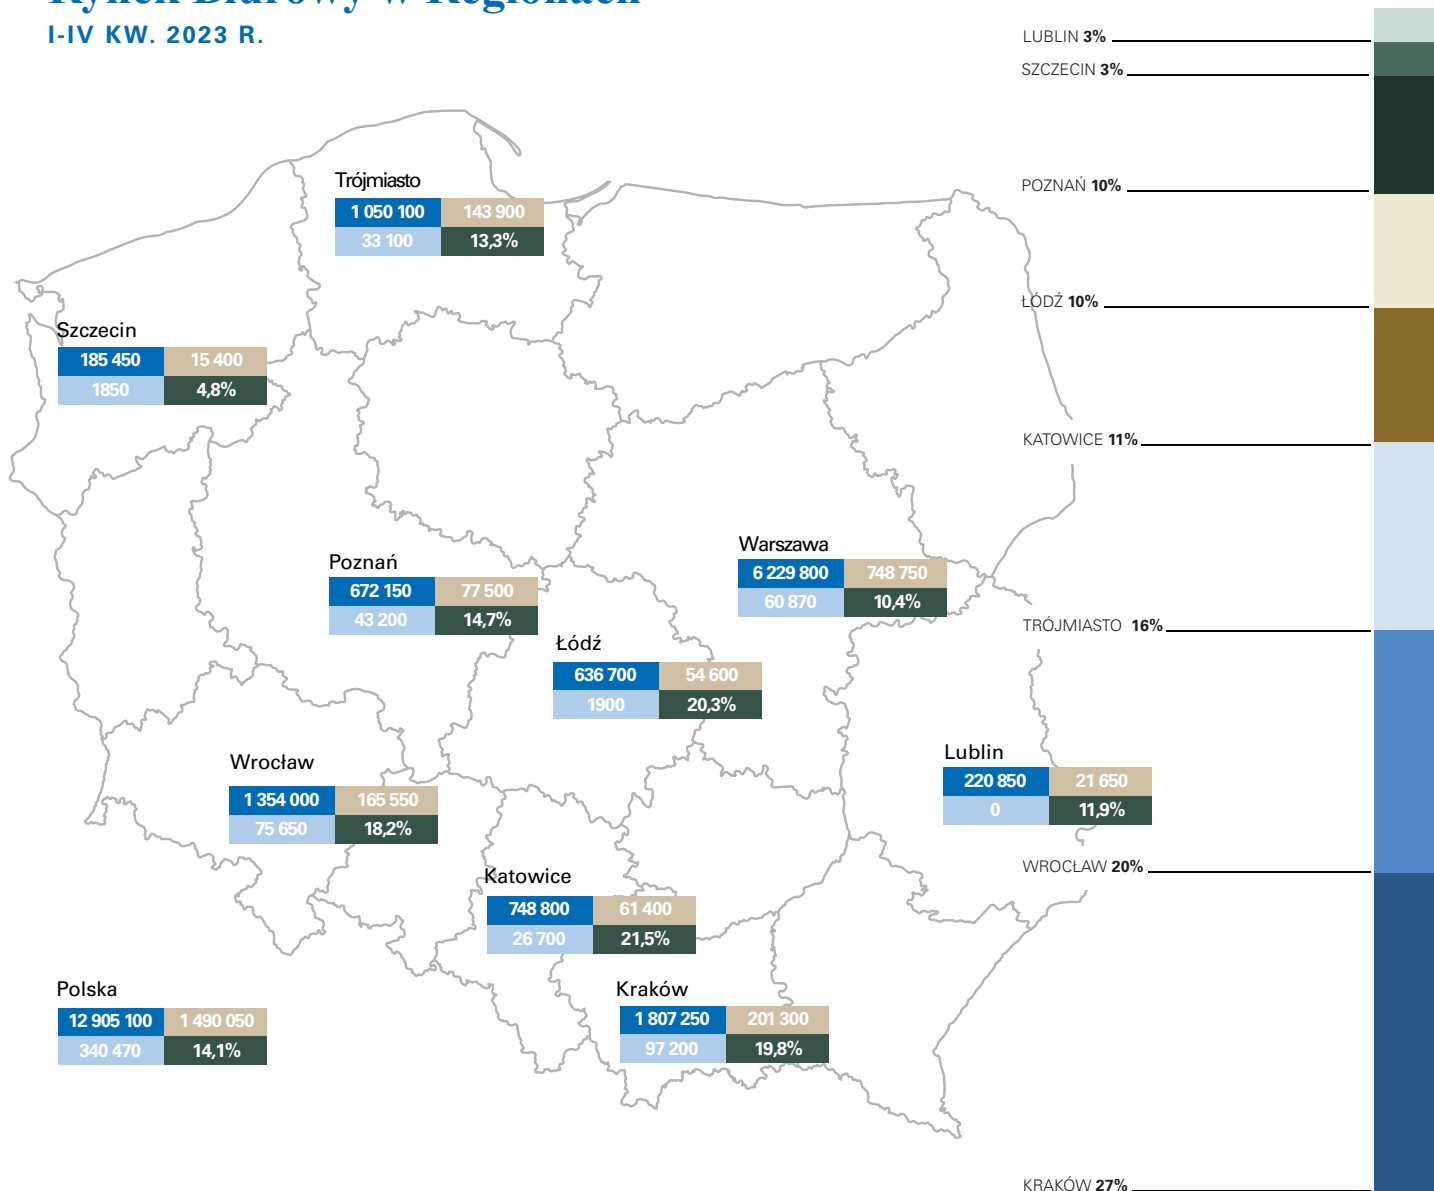 Rynek Biurowy w Regionach
I-IV KW. 2023 R.
LUBLIN 3%
SZCZECIN 3%
POZNAŃ 10%
ŁÓDŹ 10%
KATOWICE 11%
TRÓJMIASTO 16%
WROCŁAW 20%
KRAKÓW 27%
Trójmiasto
1 050 100 143 900
33 100 13,3%
Szczecin
185 450 15 400
1850 4,8%
Warszawa
6 229 800 748 750
60 870 10,4%
Poznań
672 150 77 500
43 200 14,7%
Łódź
636 700 54 600
1900 20,3%
Lublin
220 850 21 650
0 11,9%
Wrocław
1 354 000 165 550
75 650 18,2%
Katowice
748 800 61 400
26 700 21,5%
Polska
12 905 100 1 490 050
340 470 14,1%
Kraków
1 807 250 201 300
97 200 19,8%